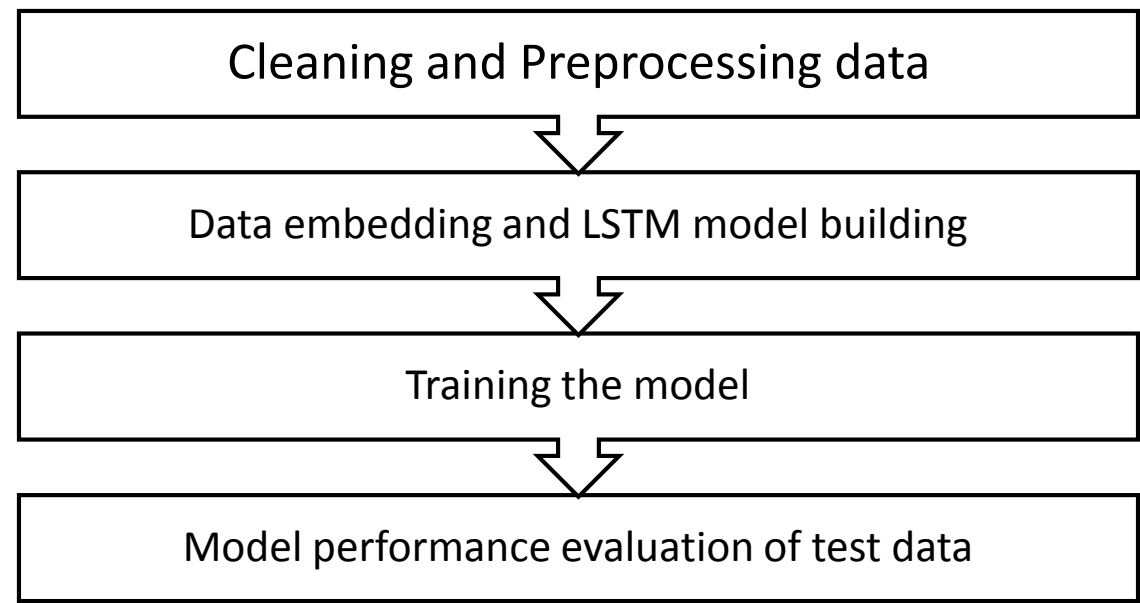 Cleaning and Preprocessing data
Data embedding and LSTM model building
Training the model
Model performance evaluation of test data